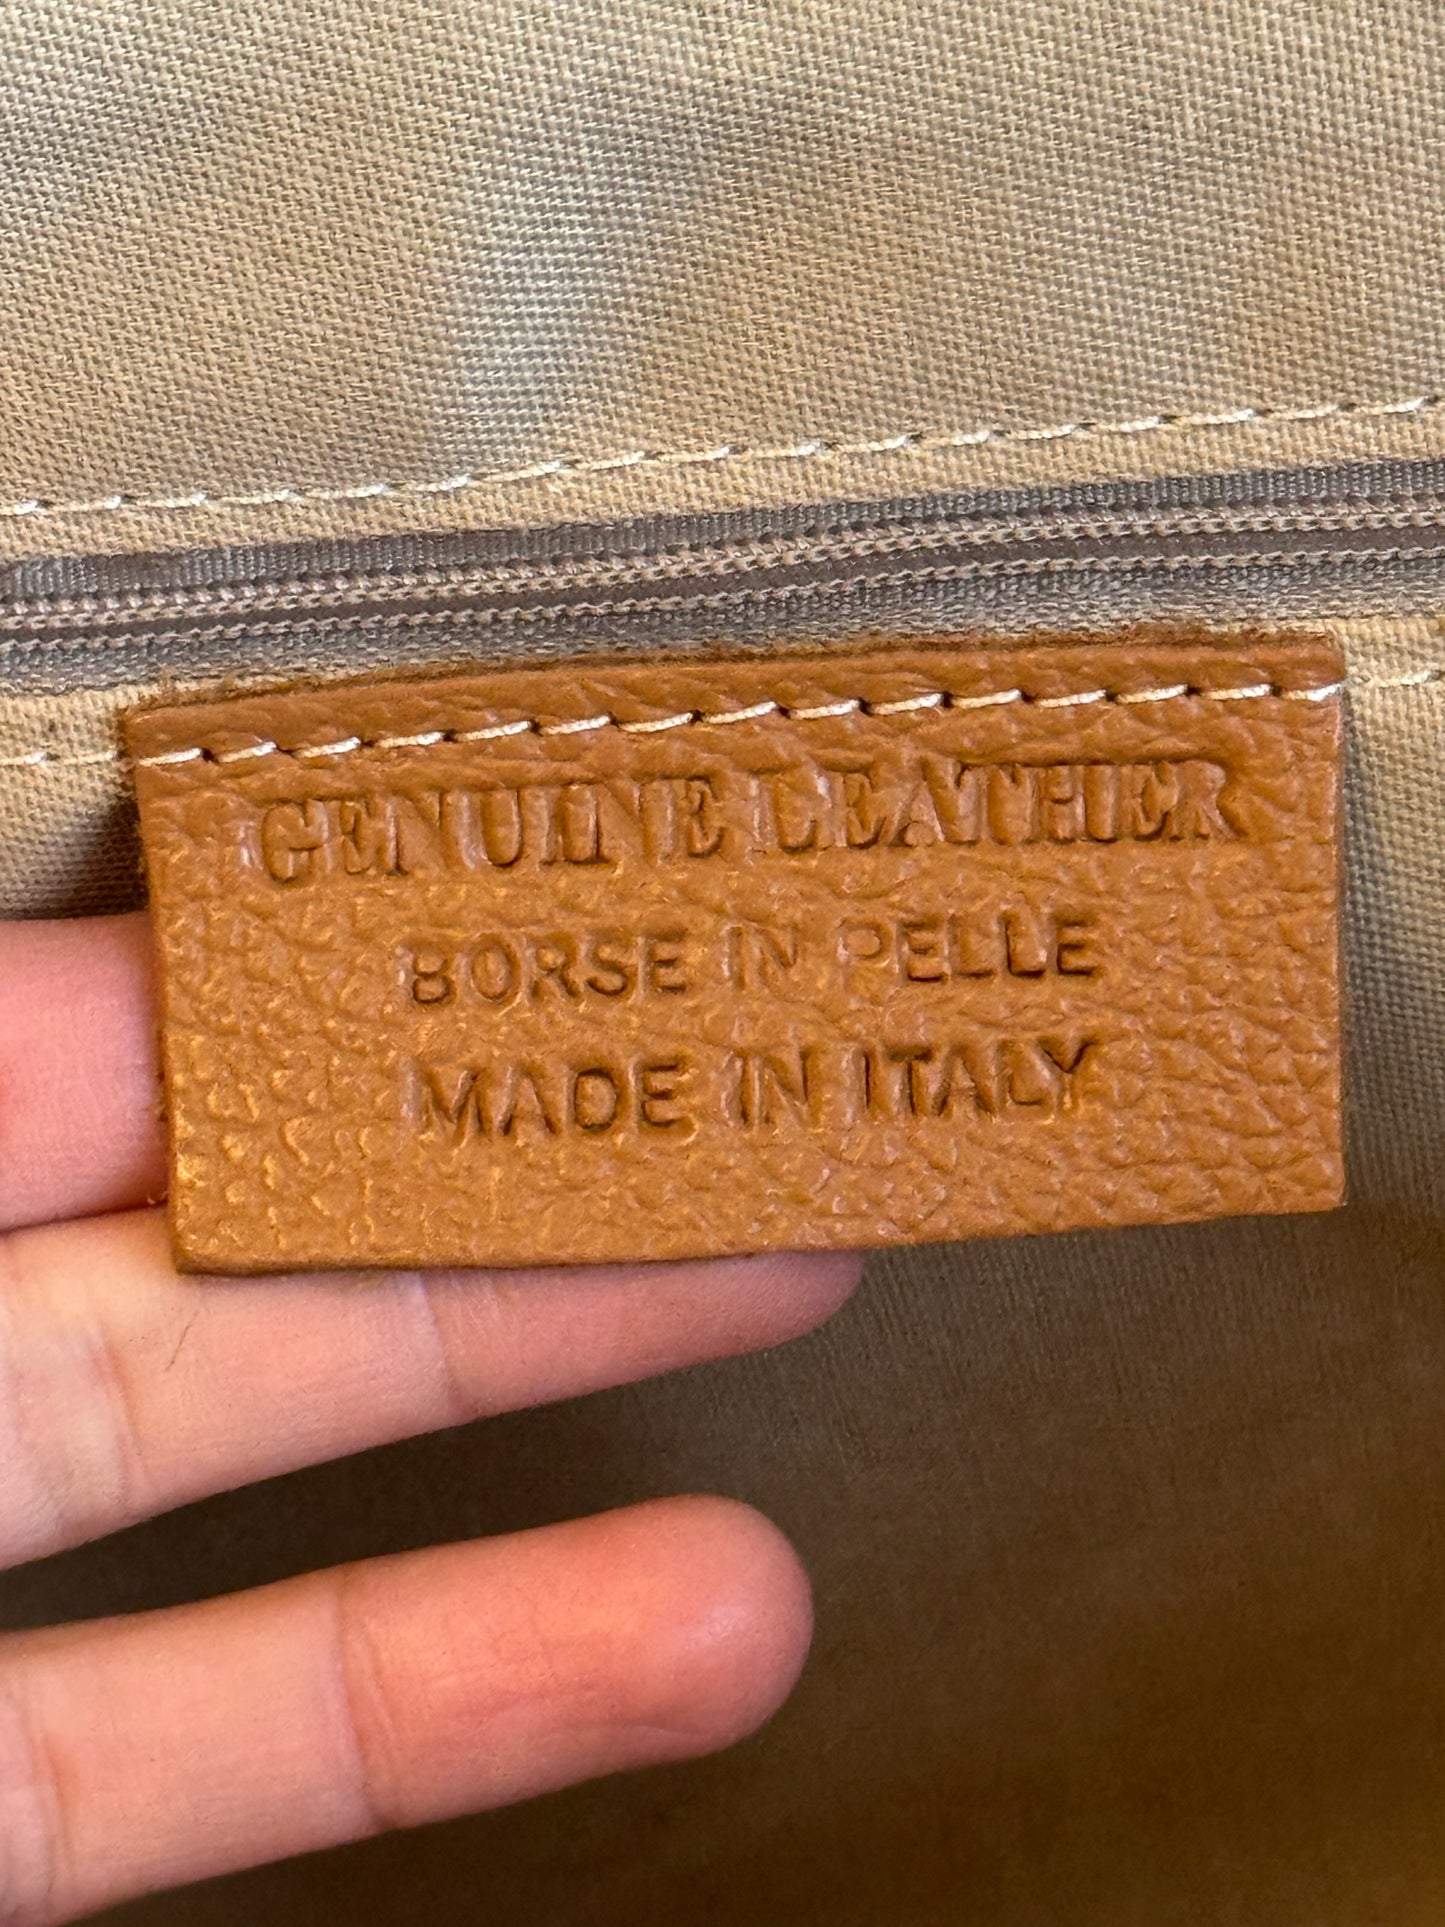 GENUINE LEATHER
BORSE IN PELLE
MADE IN ITALY